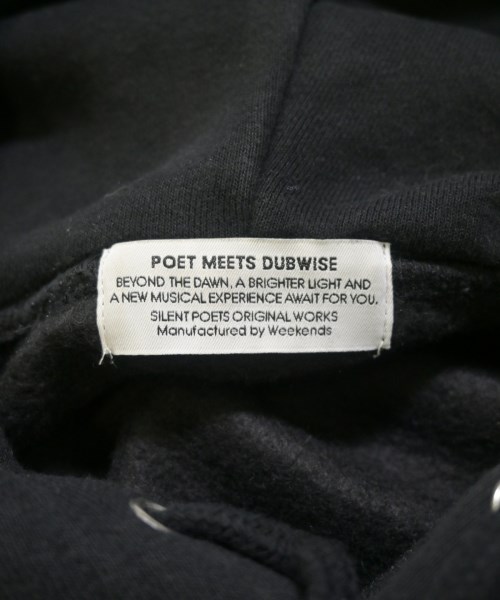 POET MEETS DUBWISE
BEYOND THE DAWN, A BRIGHTER LIGHT AND
A NEW MUSICAL EXPERIENCE AWAIT FOR YOU.
SILENT POETS ORIGINAL WORKS
Manufactured by Weekends